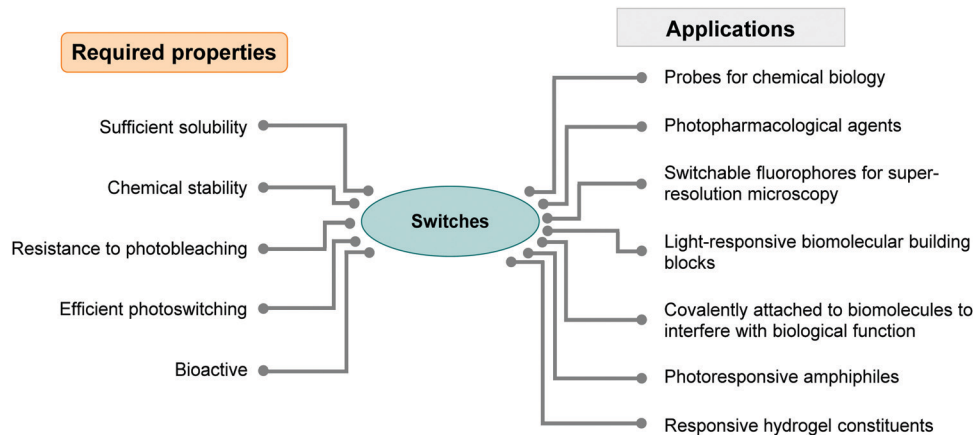 Required properties
Sufficient solubility
Chemical stability
Resistance to photobleaching
Efficient photoswitching
Bioactive
Switches
Applications
Probes for chemical biology
Photopharmacological agents
Switchable fluorophores for super-
resolution microscopy
Light-responsive biomolecular building
blocks
Covalently attached to biomolecules to
interfere with biological function
Photoresponsive amphiphiles
Responsive hydrogel constituents